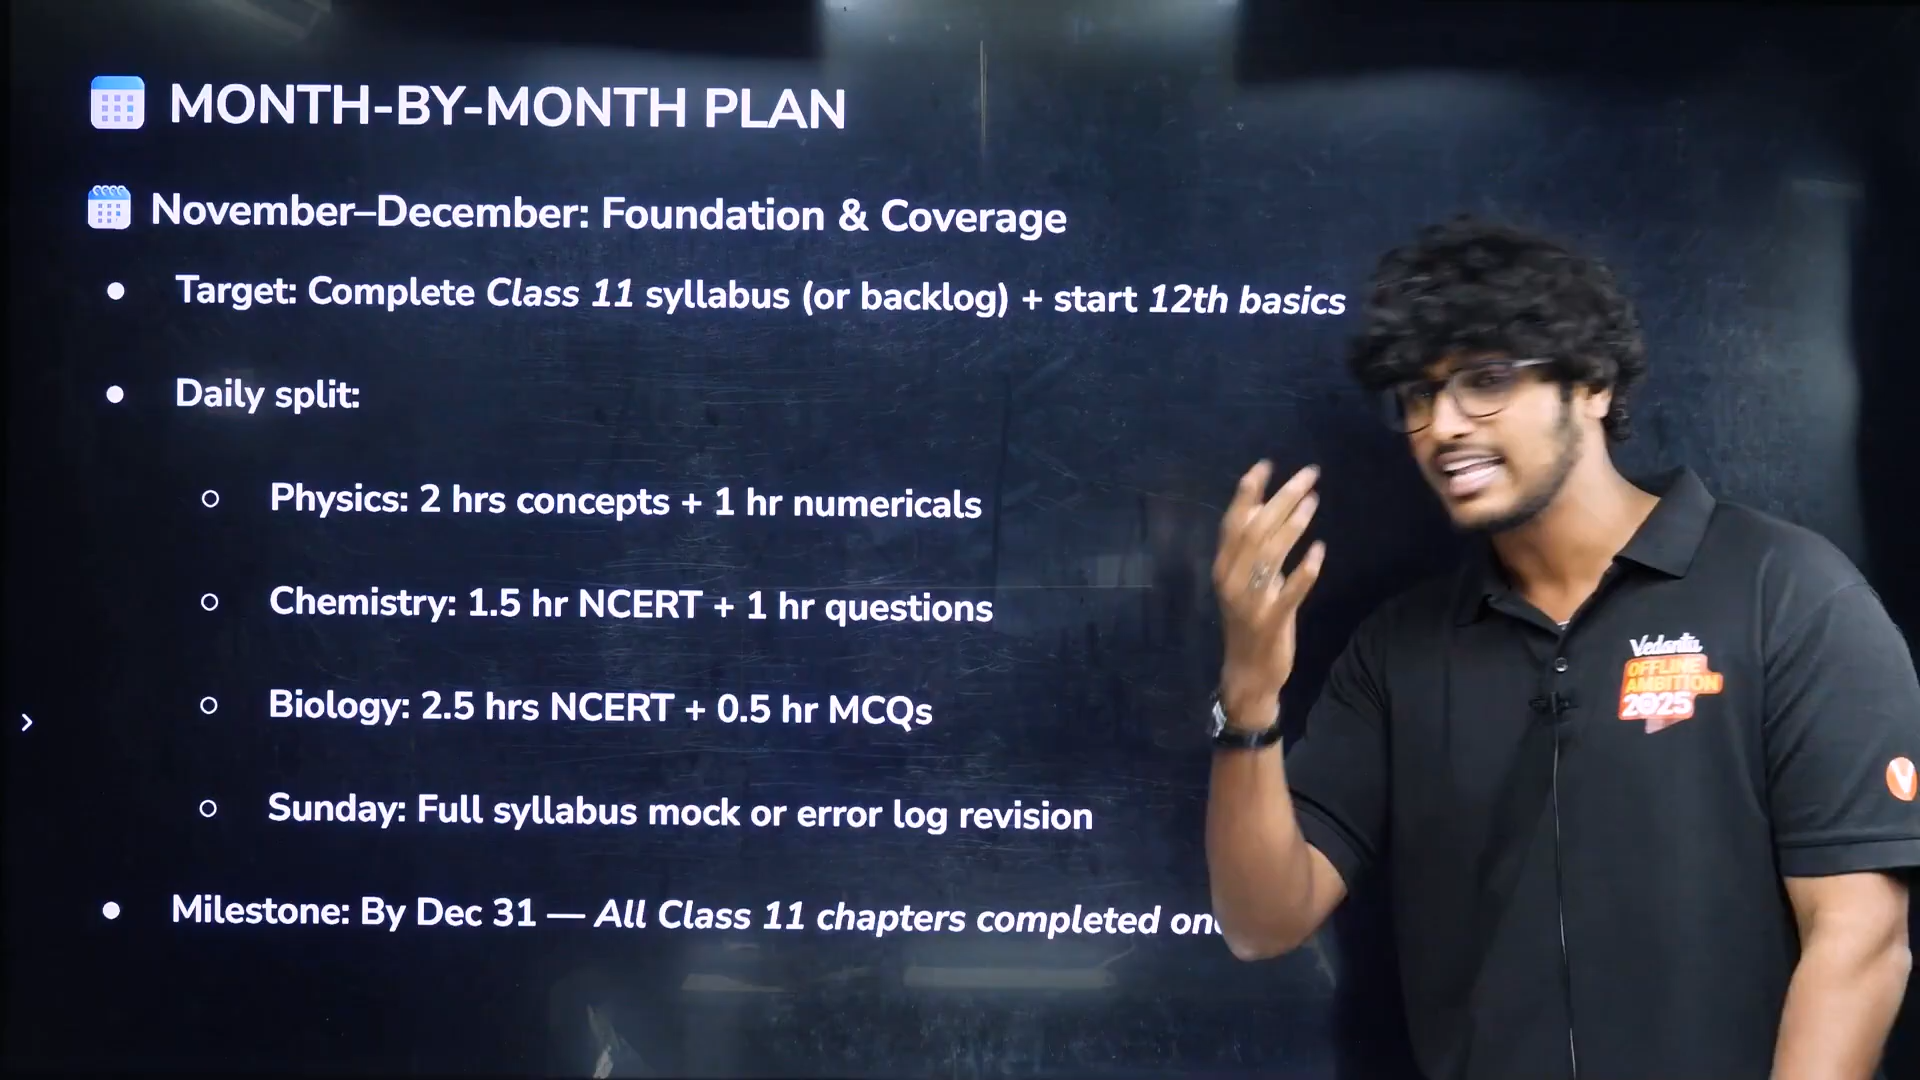 MONTH-BY-MONTH PLAN
November–December: Foundation & Coverage
Target: Complete Class 11 syllabus (or backlog) + start 12th basics
Daily split:
Physics: 2 hrs concepts + 1 hr numericals
Chemistry: 1.5 hr NCERT + 1 hr questions
Biology: 2.5 hrs NCERT + 0.5 hr MCQs
Sunday: Full syllabus mock or error log revision
Milestone: By Dec 31 — All Class 11 chapters completed
Vedantu
OFFLINE
AMBITION
2025
V